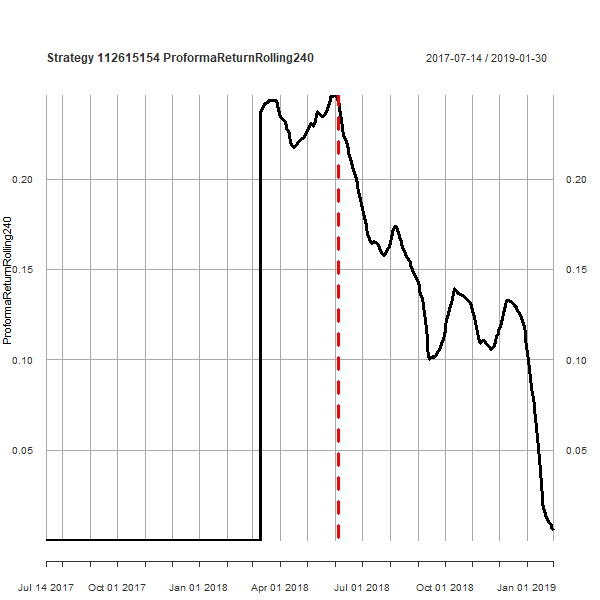 Strategy 112615154 ProformaReturnRolling240
2017-07-14 / 2019-01-30
ProformaReturnRolling240
0.20
0.20
0.15
0.15
0.10
0.10
0.05
0.05
Jul 14 2017
Oct 01 2017
Jan 01 2018
Apr 01 2018
Jul 01 2018
Oct 01 2018
Jan 01 2019